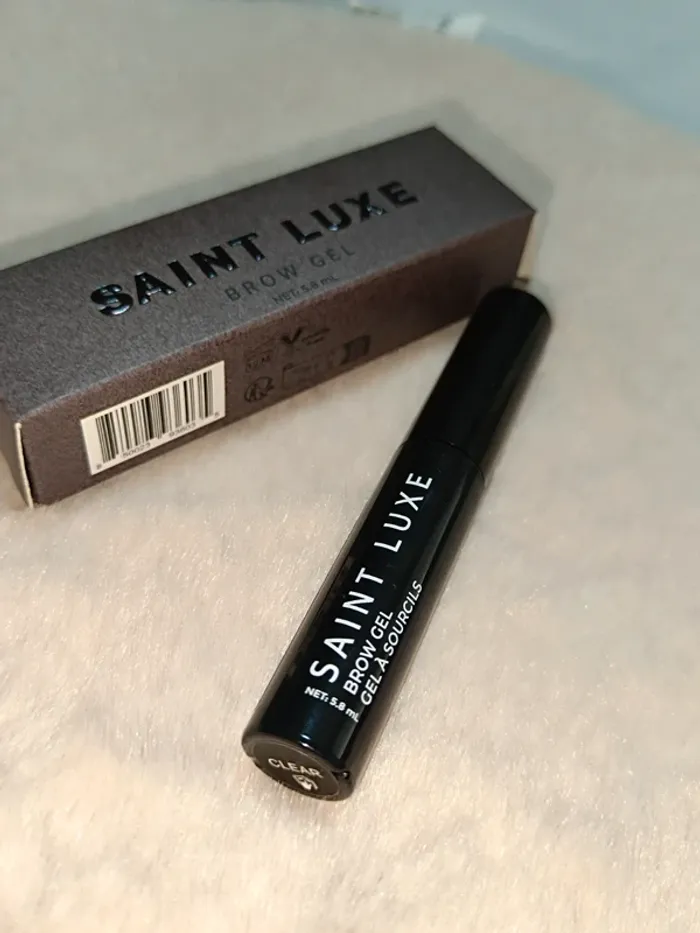 SAINT LUXE
BROW GEL
NET: 5.8 mL
SAINT LUXE
BROW GEL
GEL À SOURCILS
NET: 5.8 mL
CLEAR